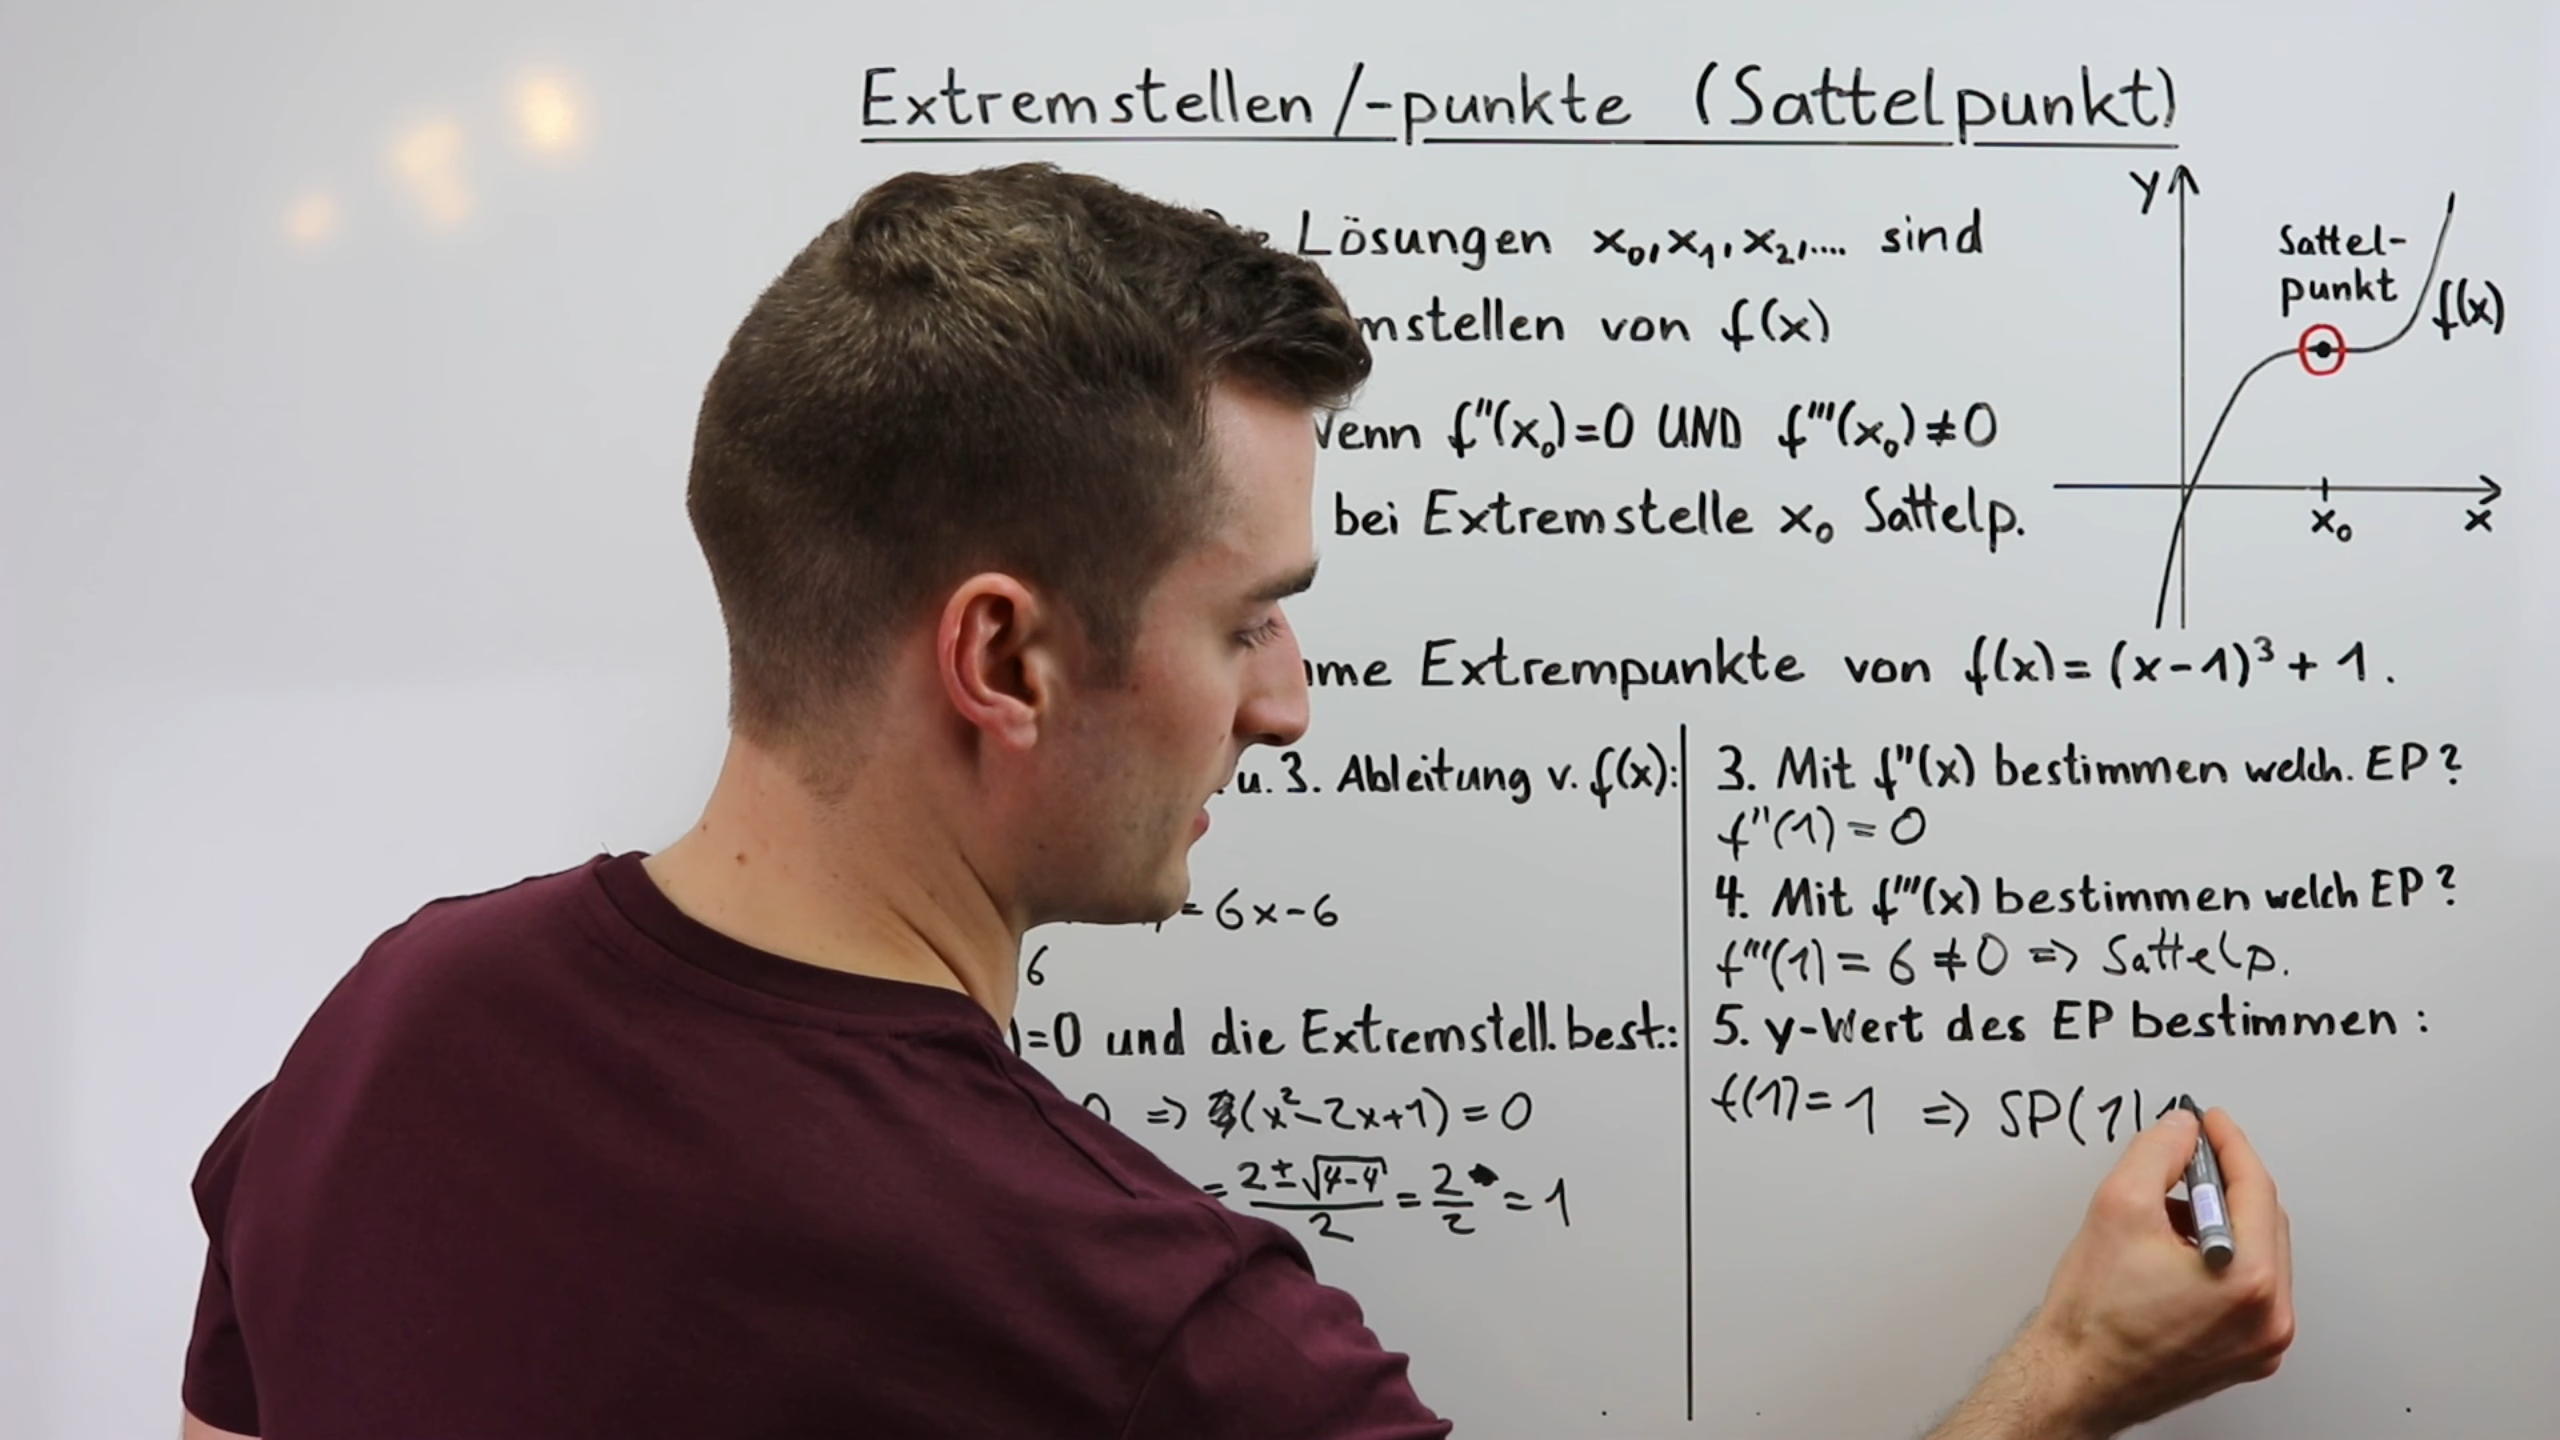 Extremstellen/-punkte (Sattelpunkt)
Lösungen x₀, x₁, x₂, .... sind
von f(x)
f''(x₀)=0 UND f'''(x₀)≠0
bei Extremstelle x₀ Sattelp.
y
Sattel-
punkt
f(x)
x₀
x
Extrempunkte von f(x)=(x-1)³+1.
u. 3. Ableitung v. f(x):
= 6x-6
6
=0 und die Extremstell. best.:
0 => (x²-2x+1)=0
= 2±√4-4 / 2 = 2/2 = 1
3. Mit f''(x) bestimmen welch. EP?
f''(1)=0
4. Mit f'''(x) bestimmen welch EP?
f'''(1)=6≠0 => Sattelp.
5. y-Wert des EP bestimmen:
f(1)=1 => SP(1|